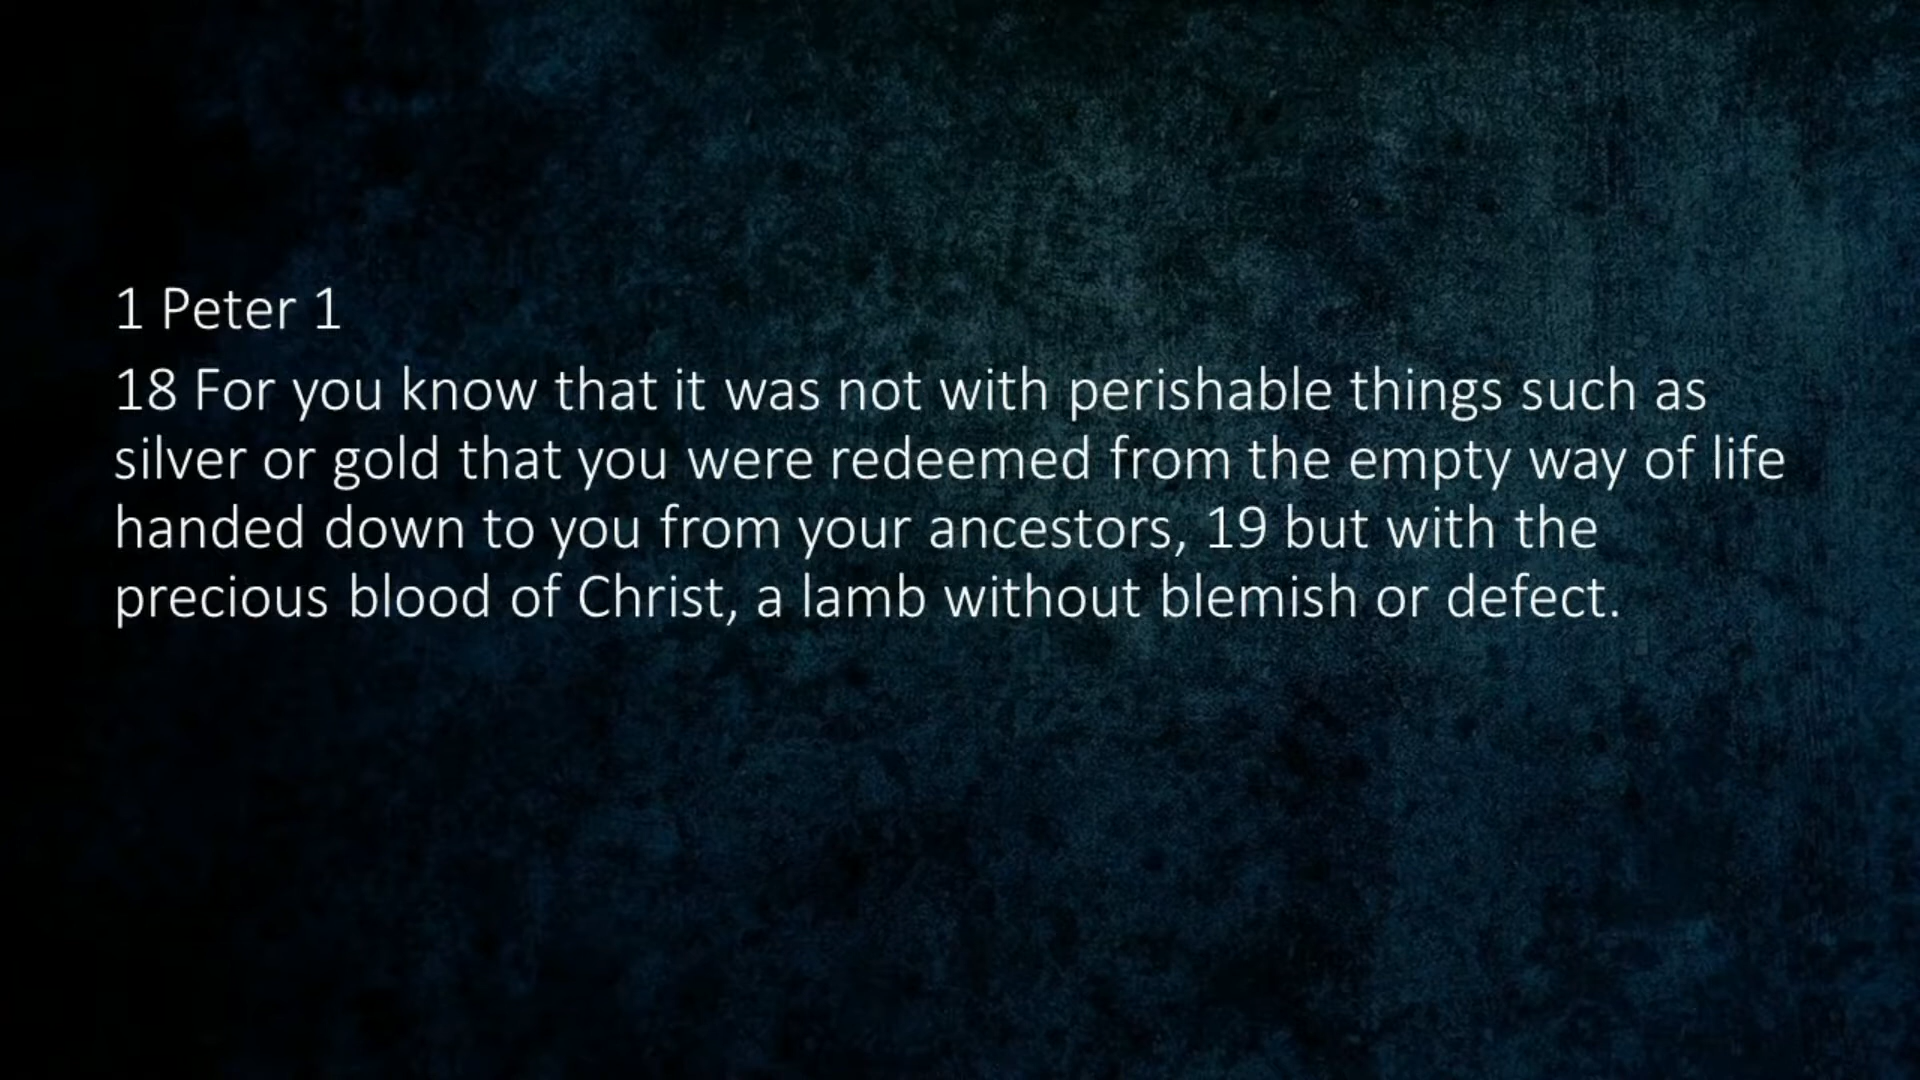 1 Peter 1
18 For you know that it was not with perishable things such as
silver or gold that you were redeemed from the empty way of life
handed down to you from your ancestors, 19 but with the
precious blood of Christ, a lamb without blemish or defect.